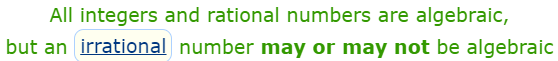 All integers and rational numbers are algebraic,
but an irrational number may or may not be algebraic